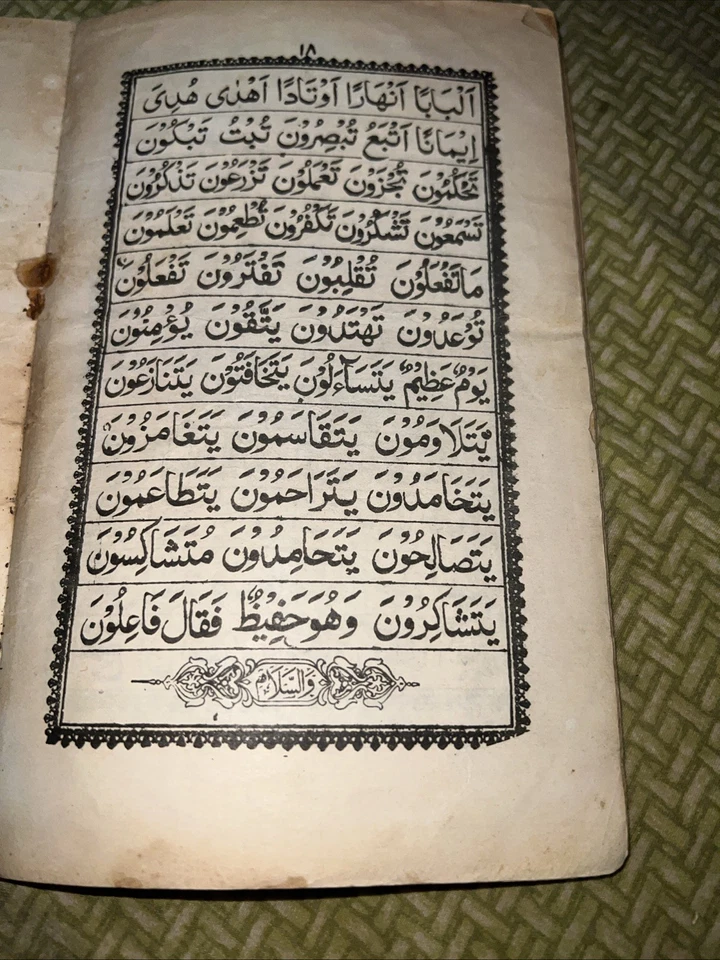 ١٨
اَلْبَابًا اَنْهَارًا اَوْتَادًا اَهْدٰى هُدِىَ
اِيْمَانًا اَتْبَعُ تُبْصِرُوْنَ تُبْتُ تَبْكُوْنَ
تَحْلُمُوْنَ تُجْزَوْنَ تَعْمَلُوْنَ تَزْرَعُوْنَ تَذْكُرُوْنَ
تَسْمَعُوْنَ تَشْكُرُوْنَ تَكْفُرُوْنَ تُطْعِمُوْنَ تَعْلَمُوْنَ
مَاتَفْعَلُوْنَ تُقْلِبُوْنَ تَفْتَرُوْنَ تَفْعَلُوْنَ
تُوْعَدُوْنَ تَهْتَدُوْنَ يَتَّقُوْنَ يُؤْمِنُوْنَ
يَوْمٌ عَظِيْمٌ يَتَسَآءَلُوْنَ يَتَخَافَتُوْنَ يَتَنَازَعُوْنَ
يَتَلَاوَمُوْنَ يَتَقَاسَمُوْنَ يَتَغَامَزُوْنَ
يَتَخَامَدُوْنَ يَتَرَاحَمُوْنَ يَتَطَاعَمُوْنَ
يَتَصَالِحُوْنَ يَتَحَامِدُوْنَ مُتَشَاكِسُوْنَ
يَتَشَاكِرُوْنَ وَهُوَحَفِيْظٌ فَقَالَ فَاعِلُوْنَ
وَالسَّلَام